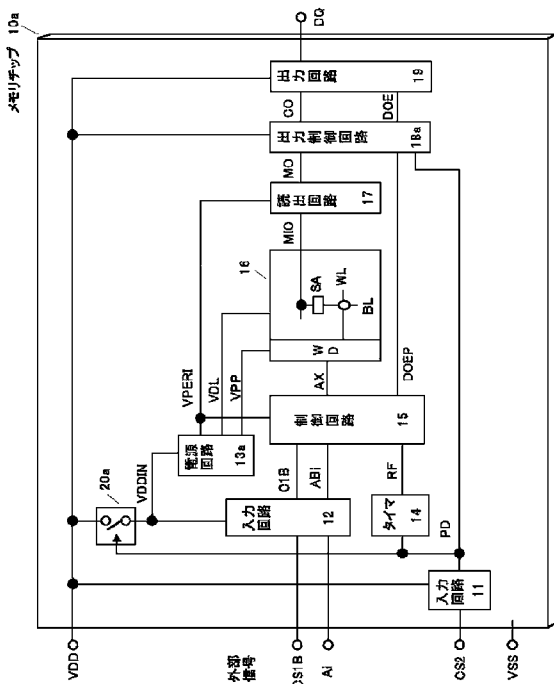 メモリチップ 10a
DQ
出力回路 19
CO
DOE
出力制御回路 18a
MO
読出回路 17
MIO
16
SA
WL
BL
WD
VPERI
VDL
VPP
AX
DOEP
電源回路 13a
制御回路 15
20a
VDDIN
C1B
ABi
RF
入力回路 12
タイマ 14
PD
入力回路 11
VDD
外部信号
CS1B
Ai
CS2
VSS